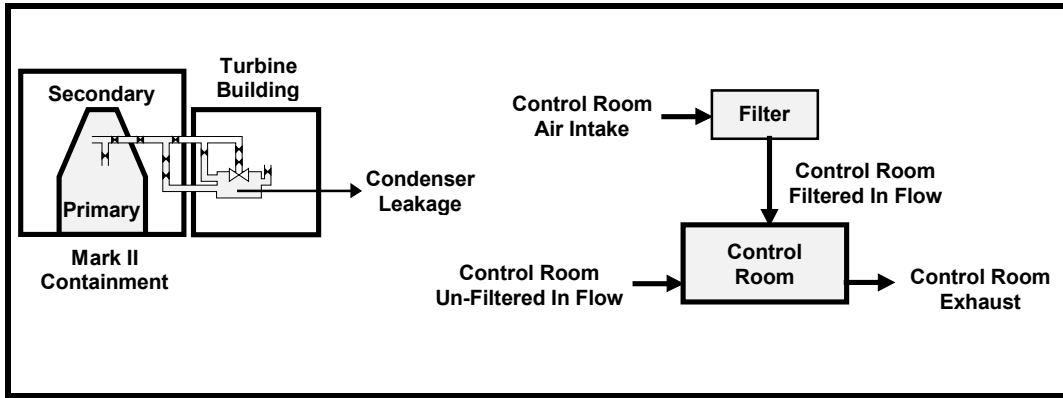 Secondary
Primary
Mark II
Containment
Turbine
Building
Condenser
Leakage
Control Room
Air Intake
Filter
Control Room
Filtered In Flow
Control Room
Un-Filtered In Flow
Control
Room
Control Room
Exhaust